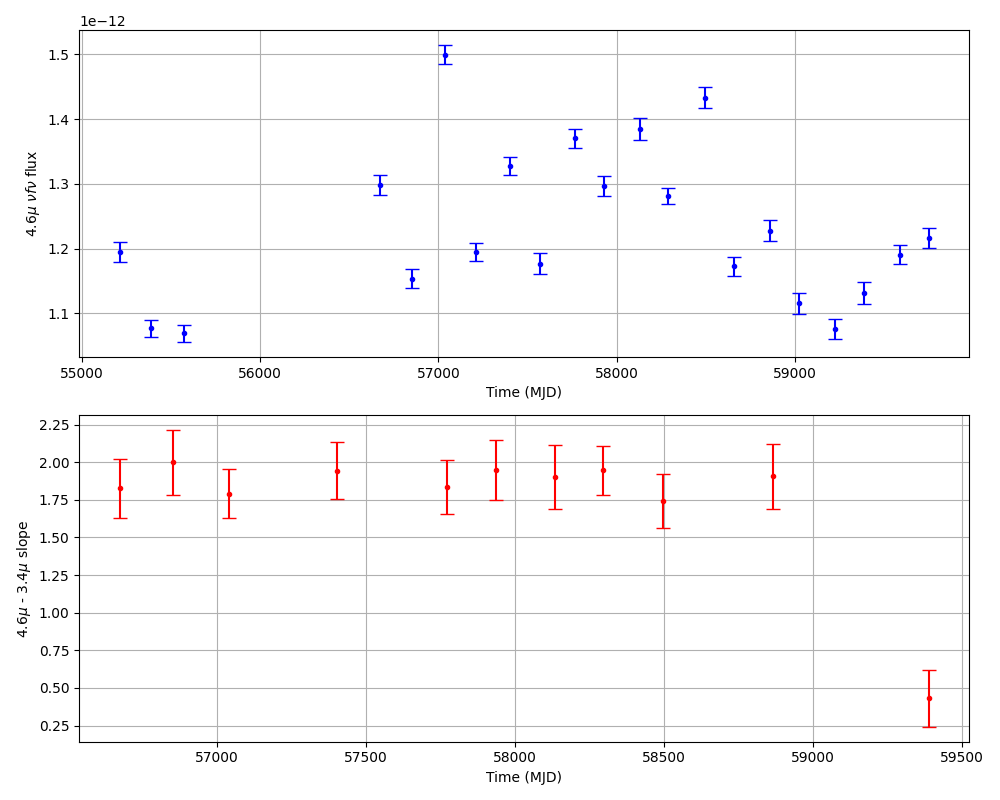 1e−12
1.5
1.4
1.3
1.2
1.1
4.6μ νfν flux
55000 56000 57000 58000 59000
Time (MJD)
2.25
2.00
1.75
1.50
1.25
1.00
0.75
0.50
0.25
4.6μ - 3.4μ slope
57000 57500 58000 58500 59000 59500
Time (MJD)